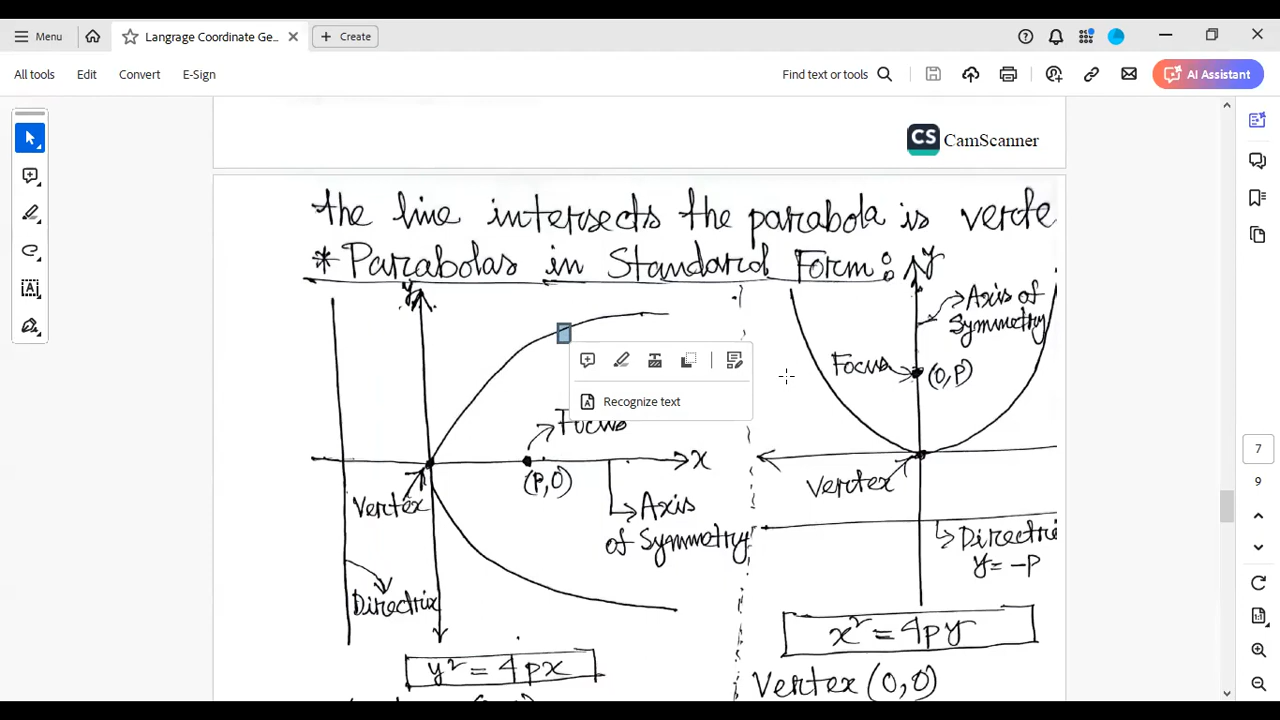 Menu
Langrage Coordinate Ge...
Create
All tools
Edit
Convert
E-Sign
Find text or tools
AI Assistant
CS CamScanner
the line intersects the parabola is verte
* Parabolas in Standard Form:
y
y
Axis of
Symmetry
Focus
(0,P)
Recognize text
Focus
x
(P,0)
Vertex
Axis
of Symmetry
Vertex
Directrix
Directri
y = -P
y² = 4px
x² = 4py
Vertex (0,0)
7
9